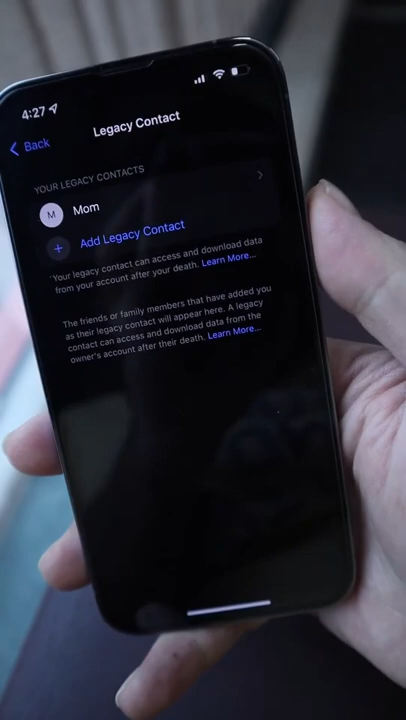 4:27
Back
Legacy Contact
YOUR LEGACY CONTACTS
M
Mom
Add Legacy Contact
Your legacy contact can access and download data
from your account after your death. Learn More...
The friends or family members that have added you
as their legacy contact will appear here. A legacy
contact can access and download data from the
owner's account after their death. Learn More...